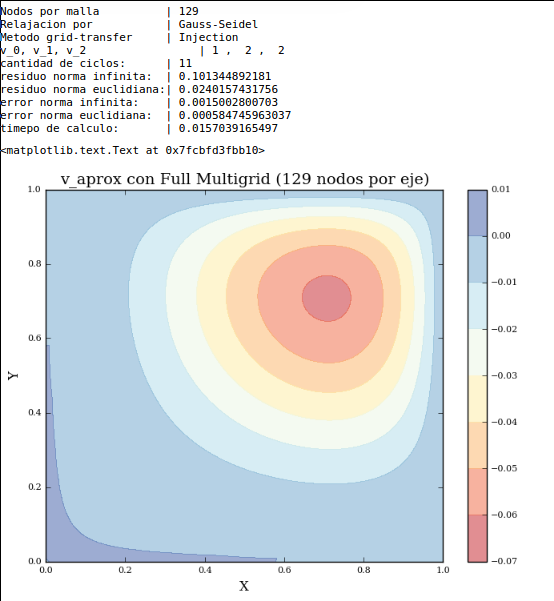 Nodos por malla | 129
Relajacion por | Gauss-Seidel
Metodo grid-transfer | Injection
v_0, v_1, v_2 | 1 , 2 , 2
cantidad de ciclos: | 11
residuo norma infinita: | 0.101344892181
residuo norma euclidiana:| 0.0240157431756
error norma infinita: | 0.0015002800703
error norma euclidiana: | 0.000584745963037
timepo de calculo: | 0.0157039165497
<matplotlib.text.Text at 0x7fcbfd3fbb10>
v_aprox con Full Multigrid (129 nodos por eje)
1.0
0.8
0.6
0.4
0.2
0.0
Y
0.0 0.2 0.4 0.6 0.8 1.0
X
0.01
0.00
−0.01
−0.02
−0.03
−0.04
−0.05
−0.06
−0.07